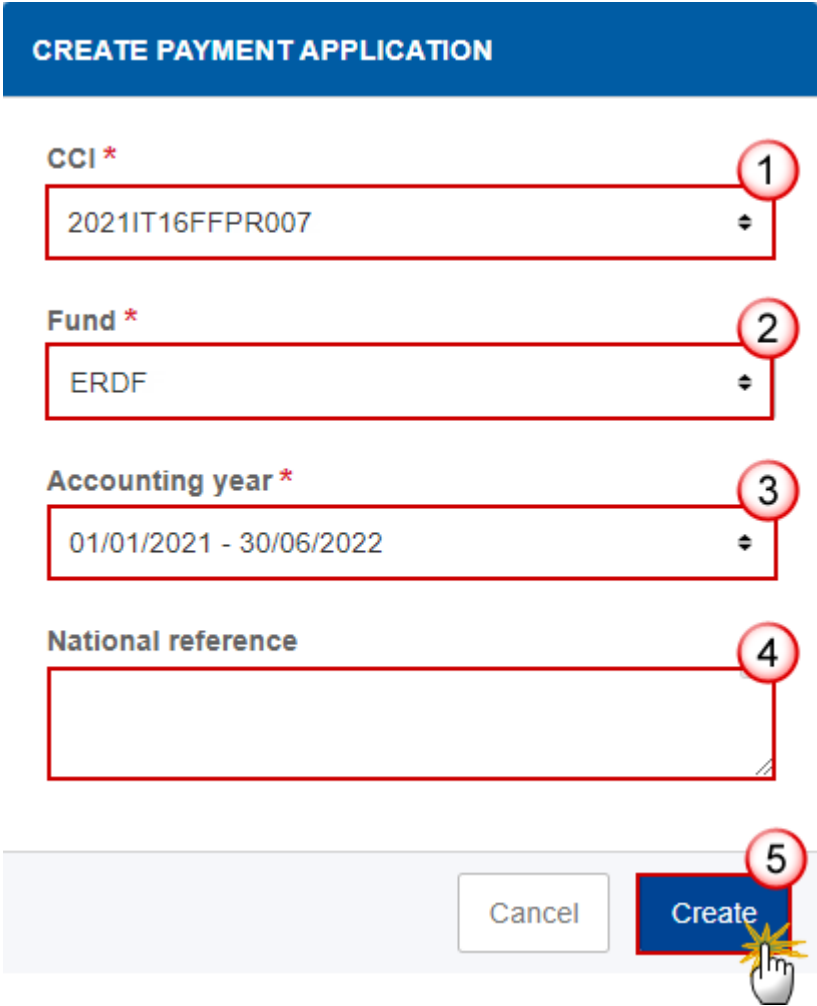 CREATE PAYMENT APPLICATION
CCI *
1
2021IT16FFPR007
Fund *
2
ERDF
Accounting year *
3
01/01/2021 - 30/06/2022
National reference
4
5
Cancel
Create